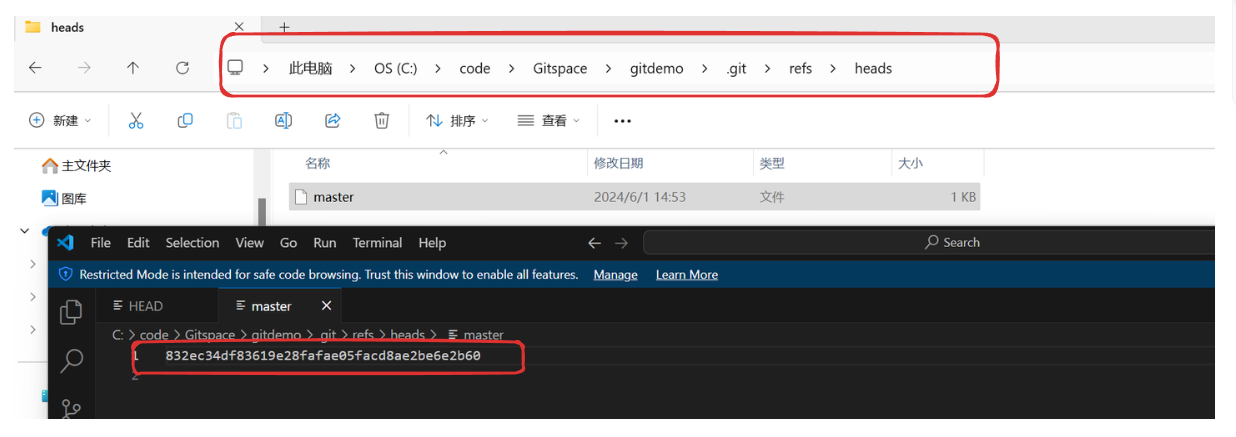 heads
此电脑 > OS (C:) > code > Gitspace > gitdemo > .git > refs > heads
新建 排序 查看
主文件夹 名称 修改日期 类型 大小
图库 master 2024/6/1 14:53 文件 1 KB
File Edit Selection View Go Run Terminal Help Search
Restricted Mode is intended for safe code browsing. Trust this window to enable all features. Manage Learn More
HEAD master
C: > code > Gitspace > gitdemo > .git > refs > heads > master
1 832ec34df83619e28fafae05facd8ae2be6e2b60
2